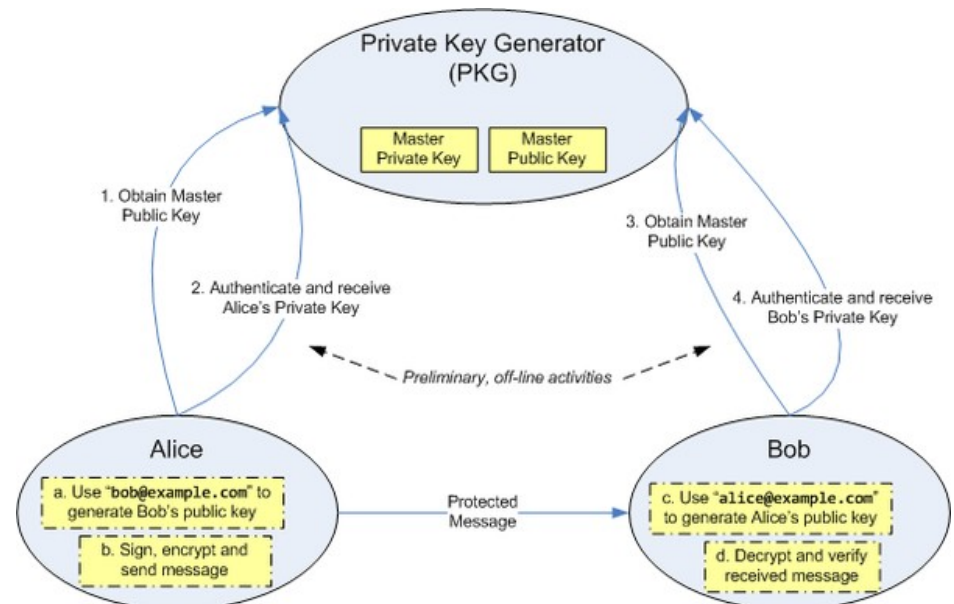 Private Key Generator
(PKG)
Master
Private Key
Master
Public Key
1. Obtain Master
Public Key
2. Authenticate and receive
Alice's Private Key
3. Obtain Master
Public Key
4. Authenticate and receive
Bob's Private Key
Preliminary, off-line activities
Alice
a. Use “bob@example.com” to
generate Bob's public key
b. Sign, encrypt and
send message
Protected
Message
Bob
c. Use “alice@example.com”
to generate Alice's public key
d. Decrypt and verify
received message